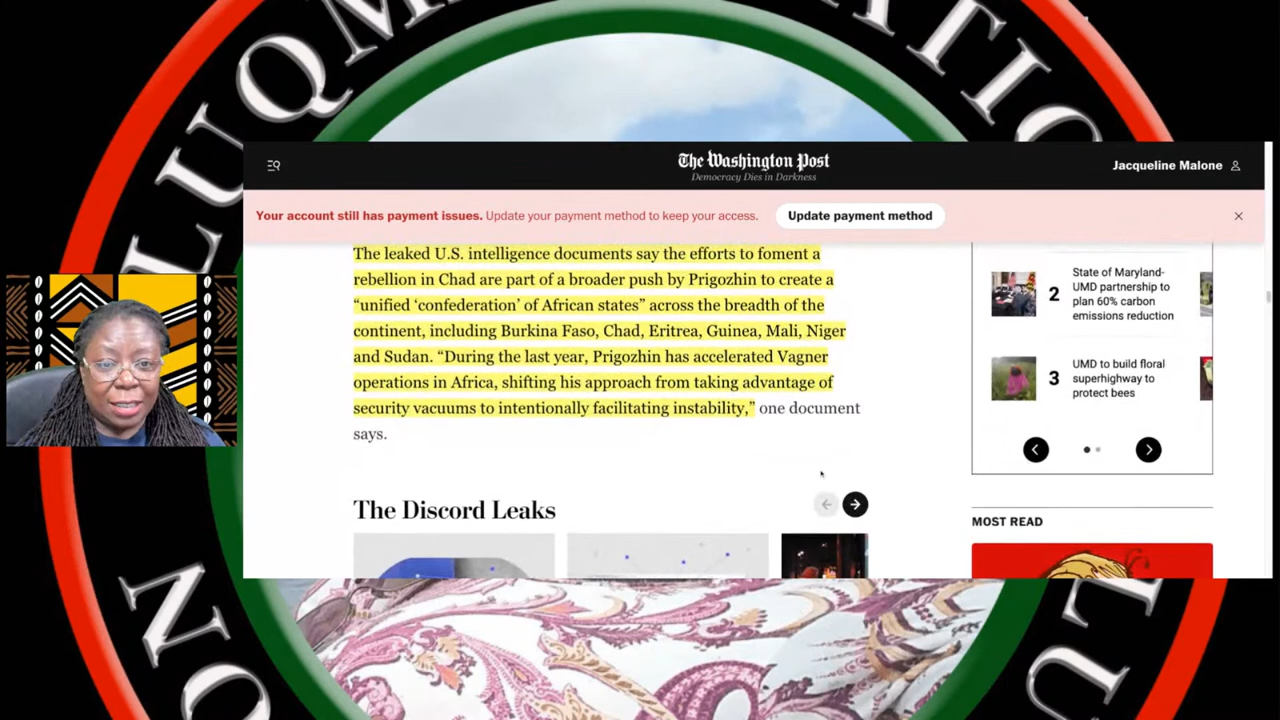 LUQM
ATIO
The Washington Post
Democracy Dies in Darkness
Jacqueline Malone
Your account still has payment issues. Update your payment method to keep your access.
Update payment method
The leaked U.S. intelligence documents say the efforts to foment a
rebellion in Chad are part of a broader push by Prigozhin to create a
“unified ‘confederation’ of African states” across the breadth of the
continent, including Burkina Faso, Chad, Eritrea, Guinea, Mali, Niger
and Sudan. “During the last year, Prigozhin has accelerated Vagner
operations in Africa, shifting his approach from taking advantage of
security vacuums to intentionally facilitating instability,” one document
says.
2
State of Maryland-
UMD partnership to
plan 60% carbon
emissions reduction
3
UMD to build floral
superhighway to
protect bees
The Discord Leaks
MOST READ